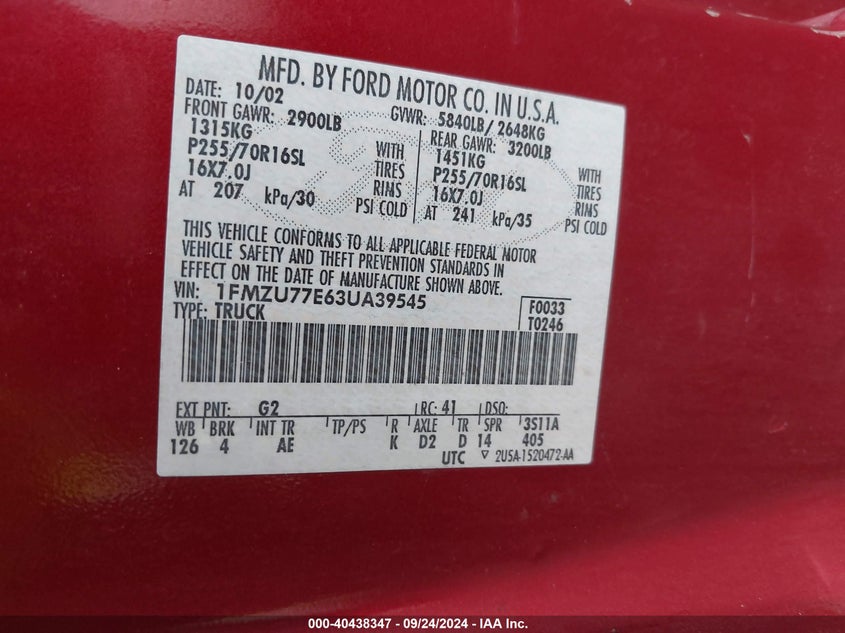 MFD. BY FORD MOTOR CO. IN U.S.A.
DATE: 10/02 GVWR: 5840LB/ 2648KG
FRONT GAWR: 2900LB REAR GAWR: 3200LB
1315KG WITH 1451KG WITH
P255/70R16SL TIRES P255/70R16SL TIRES
16X7.0J RIMS 16X7.0J RIMS
AT 207 kPa/30 PSI COLD AT 241 kPa/35 PSI COLD
THIS VEHICLE CONFORMS TO ALL APPLICABLE FEDERAL MOTOR
VEHICLE SAFETY AND THEFT PREVENTION STANDARDS IN
EFFECT ON THE DATE OF MANUFACTURE SHOWN ABOVE.
VIN: 1FMZU77E63UA39545 F0033
TYPE: TRUCK T0246
EXT PNT: G2 RC: 41 DSO:
WB BRK INT TR TP/PS R AXLE TR SPR 3S11A
126 4 AE K D2 D 14 405
UTC ▽ 2U5A-1520472-AA
000-40438347 - 09/24/2024 - IAA Inc.